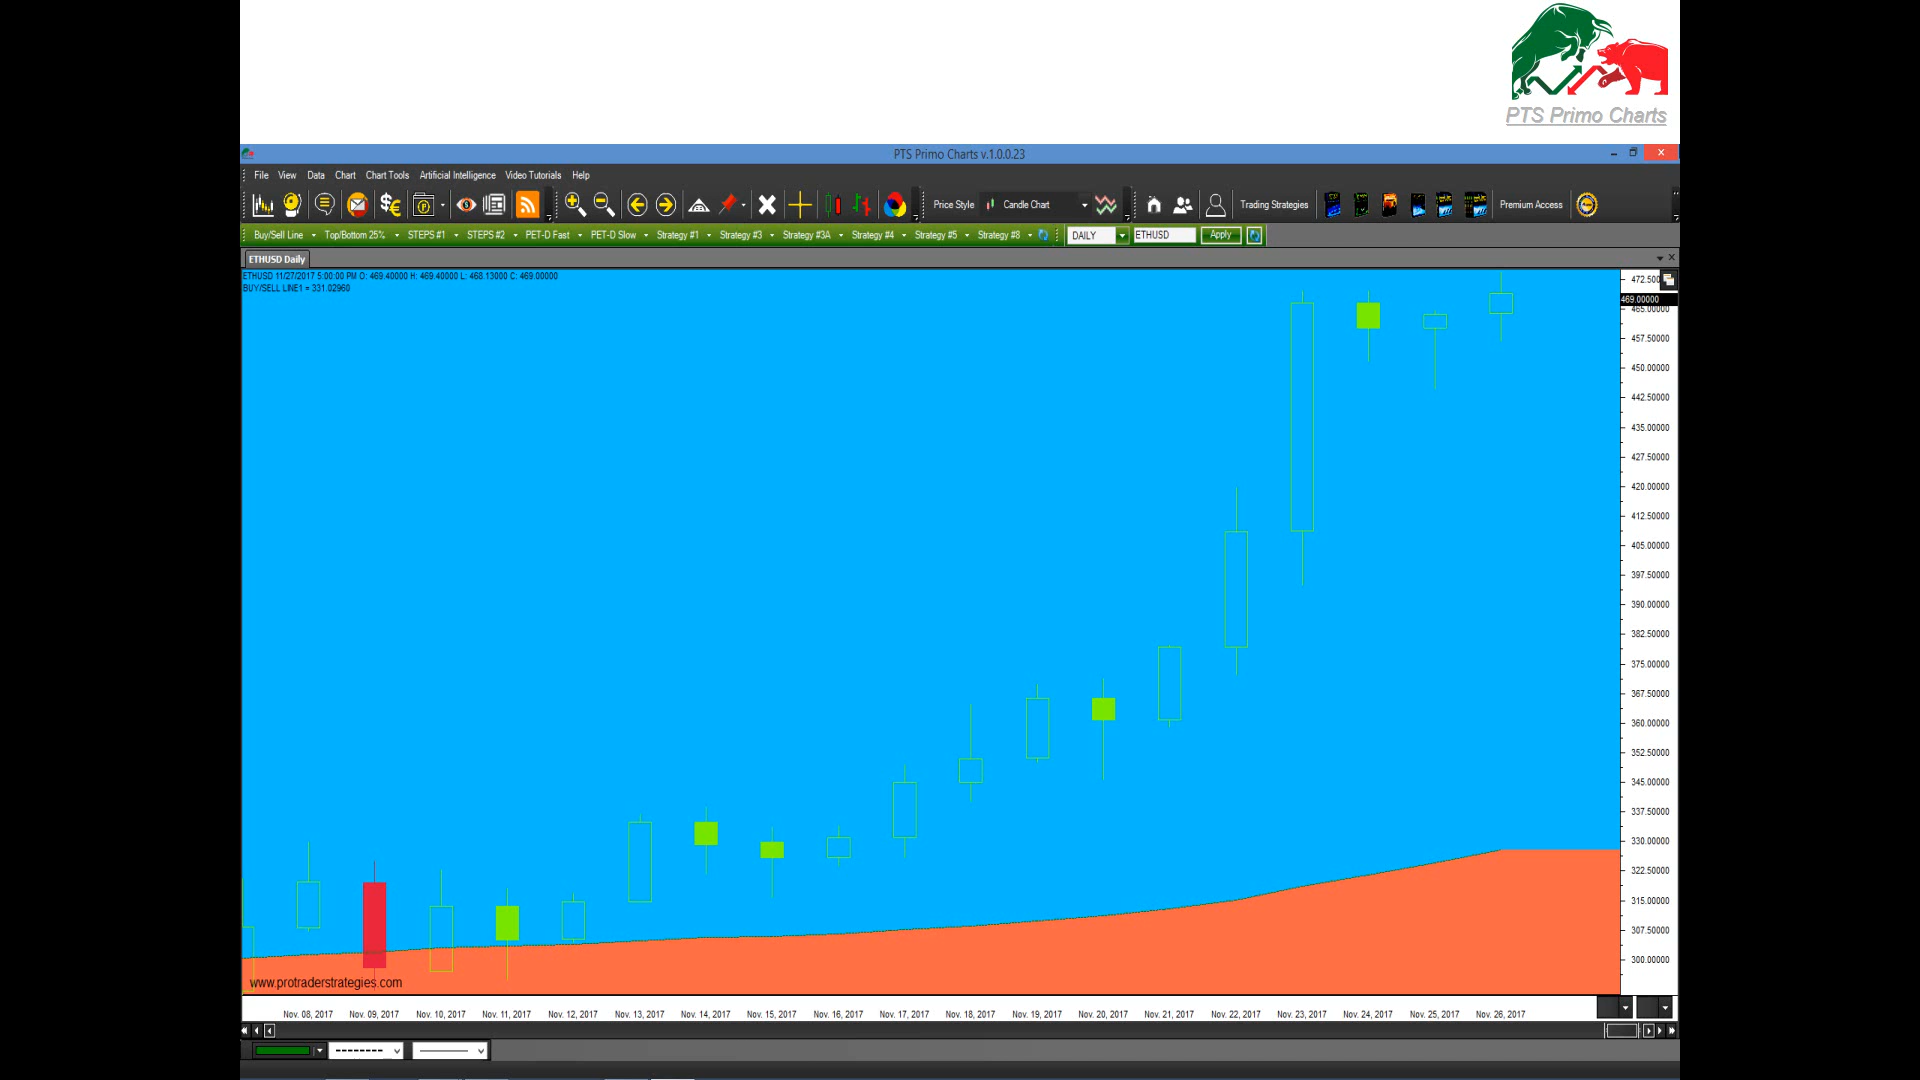 PTS Primo Charts
PTS Primo Charts v.1.0.0.23
File View Data Chart Chart Tools Artificial Intelligence Video Tutorials Help
Price Style Candle Chart Trading Strategies Premium Access
Buy/Sell Line Top/Bottom 25% STEPS #1 STEPS #2 PET-D Fast PET-D Slow Strategy #1 Strategy #3 Strategy #3A Strategy #4 Strategy #5 Strategy #8 DAILY ETHUSD Apply
ETHUSD Daily
ETHUSD 11/27/2017 5:00:00 PM O: 469.40000 H: 469.40000 L: 468.13000 C: 469.00000
BUY/SELL LINE1 = 331.02960
472.500
469.00000
465.00000
457.50000
450.00000
442.50000
435.00000
427.50000
420.00000
412.50000
405.00000
397.50000
390.00000
382.50000
375.00000
367.50000
360.00000
352.50000
345.00000
337.50000
330.00000
322.50000
315.00000
307.50000
300.00000
www.protraderstrategies.com
Nov. 08, 2017 Nov. 09, 2017 Nov. 10, 2017 Nov. 11, 2017 Nov. 12, 2017 Nov. 13, 2017 Nov. 14, 2017 Nov. 15, 2017 Nov. 16, 2017 Nov. 17, 2017 Nov. 18, 2017 Nov. 19, 2017 Nov. 20, 2017 Nov. 21, 2017 Nov. 22, 2017 Nov. 23, 2017 Nov. 24, 2017 Nov. 25, 2017 Nov. 26, 2017